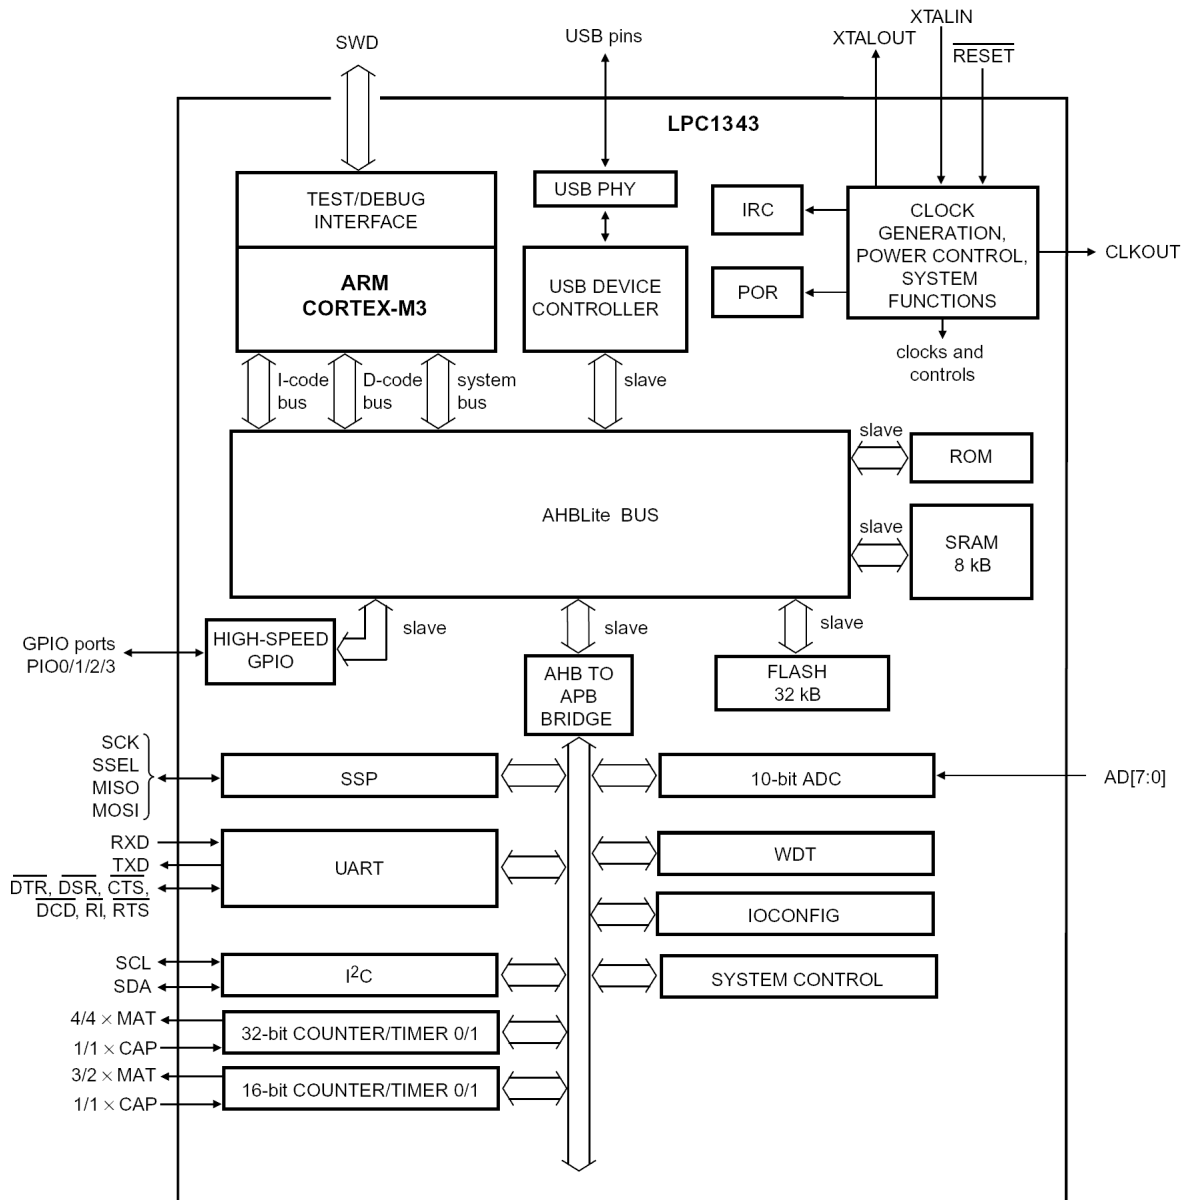 XTALIN
SWD
USB pins
XTALOUT
RESET
LPC1343
TEST/DEBUG
INTERFACE
USB PHY
IRC
CLOCK
GENERATION,
POWER CONTROL,
SYSTEM
FUNCTIONS
CLKOUT
ARM
CORTEX-M3
USB DEVICE
CONTROLLER
POR
clocks and
controls
I-code
bus
D-code
bus
system
bus
slave
slave
ROM
AHBLite BUS
slave
SRAM
8 kB
GPIO ports
PIO0/1/2/3
HIGH-SPEED
GPIO
slave
slave
slave
AHB TO
APB
BRIDGE
FLASH
32 kB
SCK
SSEL
MISO
MOSI
SSP
10-bit ADC
AD[7:0]
RXD
TXD
DTR, DSR, CTS,
DCD, RI, RTS
UART
WDT
IOCONFIG
SCL
SDA
I²C
SYSTEM CONTROL
4/4 × MAT
1/1 × CAP
32-bit COUNTER/TIMER 0/1
3/2 × MAT
1/1 × CAP
16-bit COUNTER/TIMER 0/1